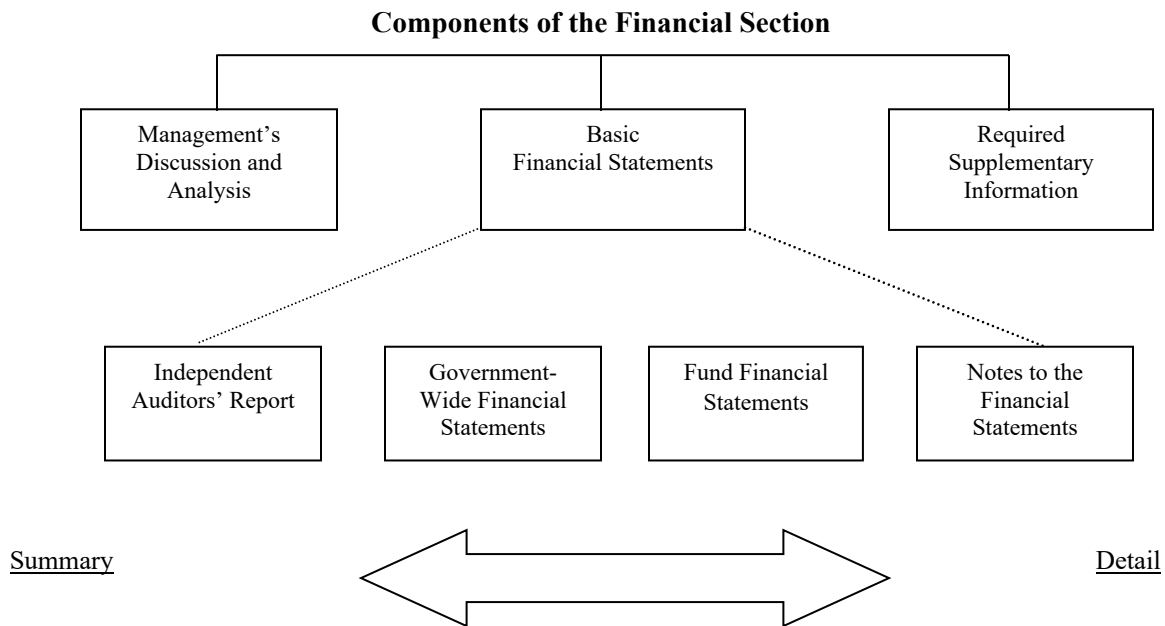 Components of the Financial Section
Management’s
Discussion and
Analysis
Basic
Financial Statements
Required
Supplementary
Information
Independent
Auditors’ Report
Government-
Wide Financial
Statements
Fund Financial
Statements
Notes to the
Financial
Statements
Summary
Detail